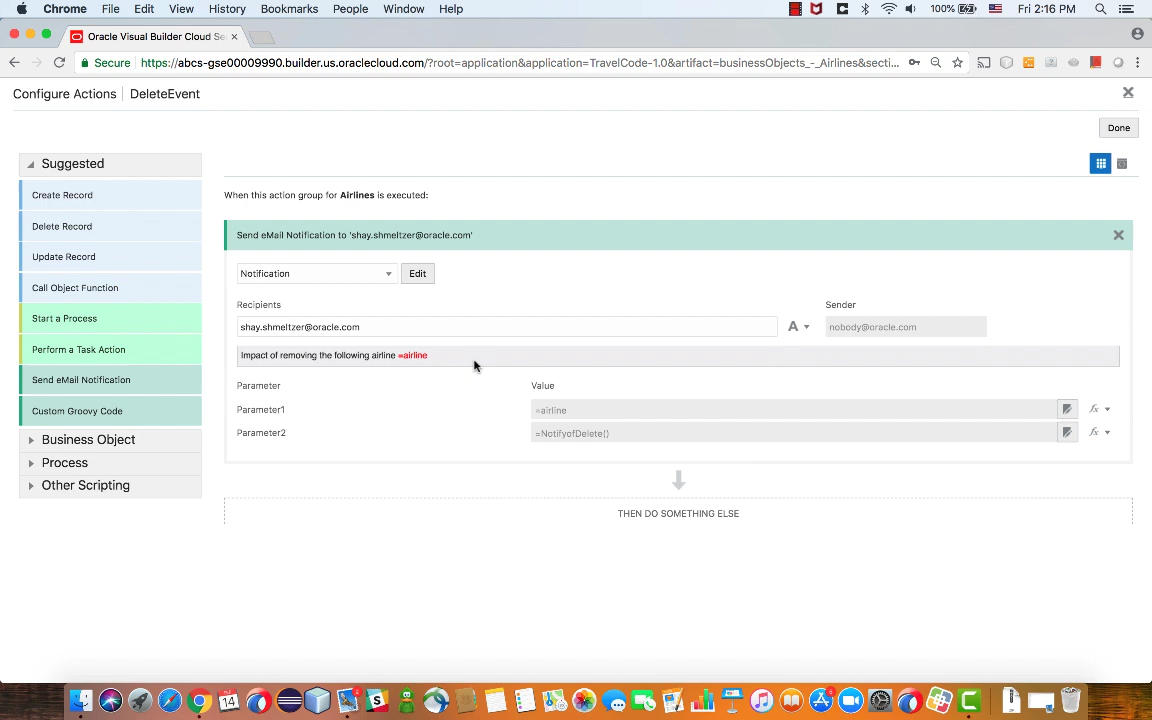 Chrome File Edit View History Bookmarks People Window Help 100% Fri 2:16 PM
Oracle Visual Builder Cloud Se
Secure https://abcs-gse00009990.builder.us.oraclecloud.com/?root=application&application=TravelCode-1.0&artifact=businessObjects_-_Airlines&secti...
Configure Actions DeleteEvent
Done
Suggested
Create Record
When this action group for Airlines is executed:
Delete Record
Send eMail Notification to 'shay.shmeltzer@oracle.com'
Update Record
Notification Edit
Call Object Function
Recipients Sender
Start a Process
shay.shmeltzer@oracle.com A nobody@oracle.com
Perform a Task Action
Impact of removing the following airline =airline
Send eMail Notification
Parameter Value
Custom Groovy Code
Parameter1 =airline fx
Parameter2 =NotifyofDelete() fx
Business Object
Process
Other Scripting
THEN DO SOMETHING ELSE